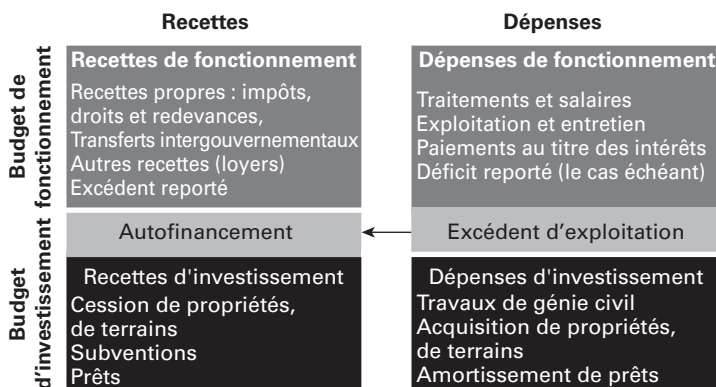 Recettes
Dépenses
Budget de
fonctionnement
Recettes de fonctionnement
Recettes propres : impôts,
droits et redevances,
Transferts intergouvernementaux
Autres recettes (loyers)
Excédent reporté
Dépenses de fonctionnement
Traitements et salaires
Exploitation et entretien
Paiements au titre des intérêts
Déficit reporté (le cas échéant)
Autofinancement
Excédent d’exploitation
Budget
d’investissement
Recettes d'investissement
Cession de propriétés,
de terrains
Subventions
Prêts
Dépenses d'investissement
Travaux de génie civil
Acquisition de propriétés,
de terrains
Amortissement de prêts